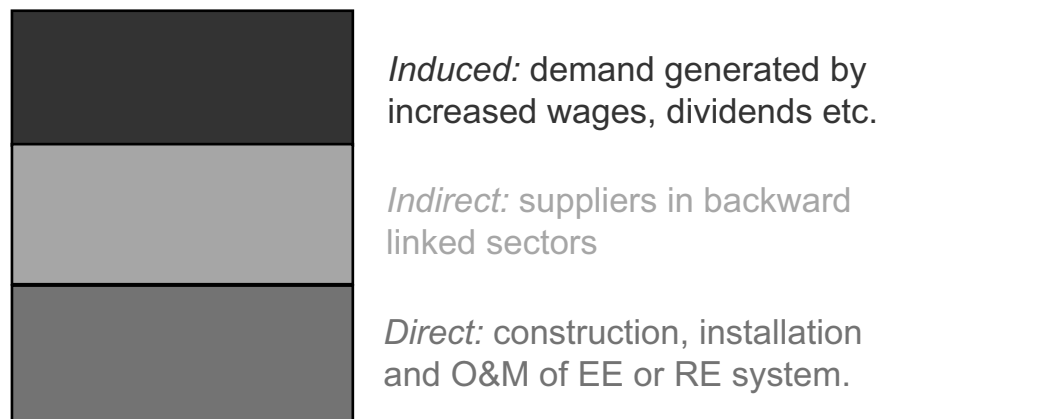 Induced: demand generated by
increased wages, dividends etc.
Indirect: suppliers in backward
linked sectors
Direct: construction, installation
and O&M of EE or RE system.